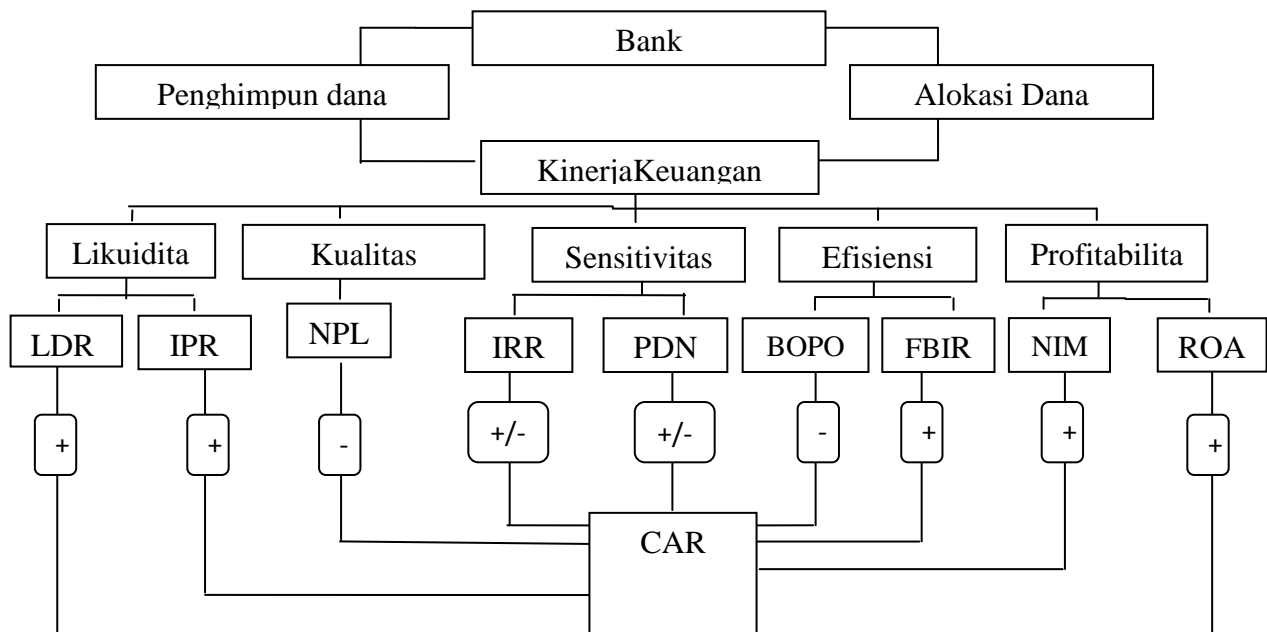 Bank
Penghimpun dana
Alokasi Dana
KinerjaKeuangan
Likuidita
Kualitas
Sensitivitas
Efisiensi
Profitabilita
LDR
IPR
NPL
IRR
PDN
BOPO
FBIR
NIM
ROA
+
+
-
+/-
+/-
-
+
+
+
CAR